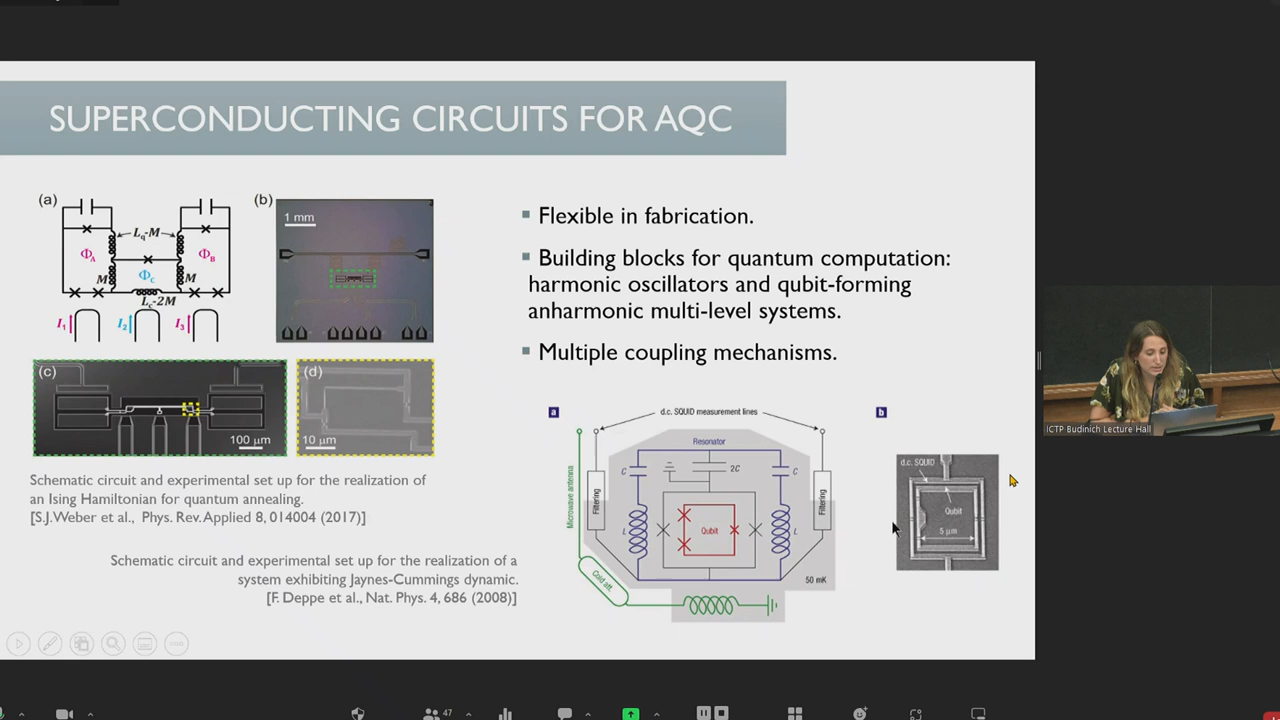 SUPERCONDUCTING CIRCUITS FOR AQC
(a)
L_q-M
Φ_A
Φ_B
M
Φ_C
M
L_c-2M
I_1
I_2
I_3
(b)
1 mm
(c)
100 μm
(d)
10 μm
Schematic circuit and experimental set up for the realization of
an Ising Hamiltonian for quantum annealing.
[S.J.Weber et al., Phys. Rev. Applied 8, 014004 (2017)]
Schematic circuit and experimental set up for the realization of a
system exhibiting Jaynes-Cummings dynamic.
[F. Deppe et al., Nat. Phys. 4, 686 (2008)]
Flexible in fabrication.
Building blocks for quantum computation:
harmonic oscillators and qubit-forming
anharmonic multi-level systems.
Multiple coupling mechanisms.
a
d.c. SQUID measurement lines
Resonator
C
2C
C
Microwave antenna
Filtering
Filtering
L
Qubit
L
Cold att.
50 mK
b
d.c. SQUID
Qubit
5 μm
ICTP Budinich Lecture Hall
47